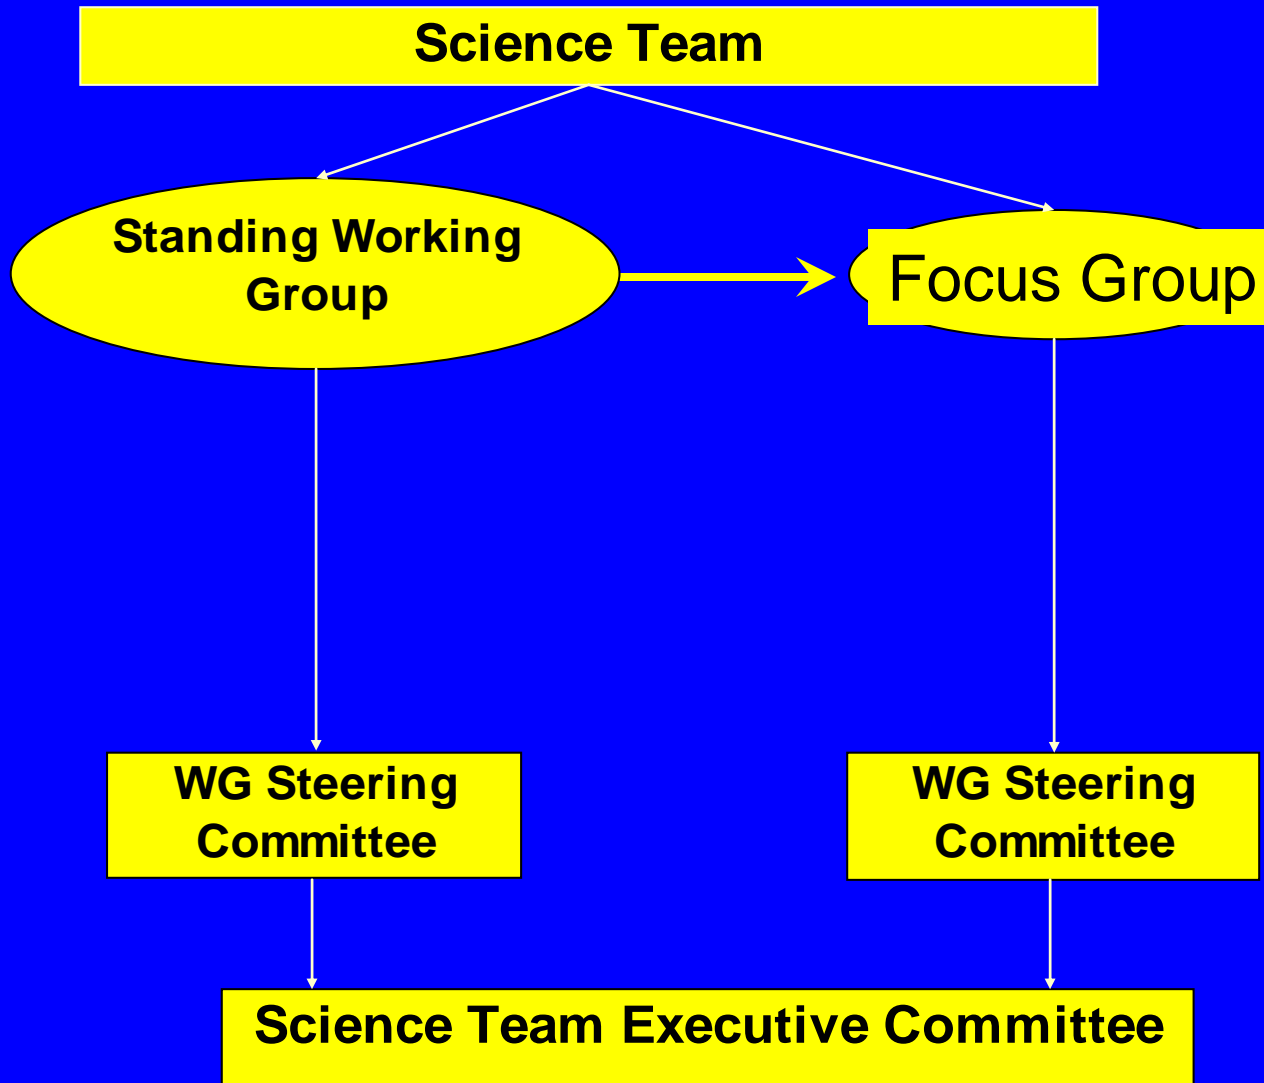 Science Team
Standing Working
Group
Focus Group
WG Steering
Committee
WG Steering
Committee
Science Team Executive Committee